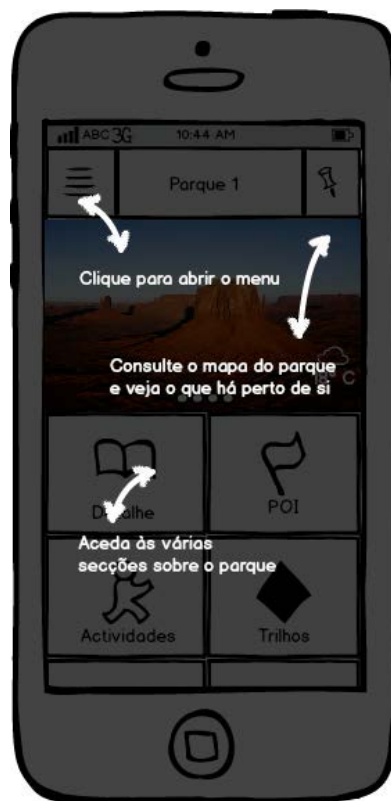 ABC 3G 10:44 AM
Parque 1
Clique para abrir o menu
Consulte o mapa do parque
e veja o que há perto de si
Detalhe
POI
Aceda às várias
secções sobre o parque
Actividades
Trilhos